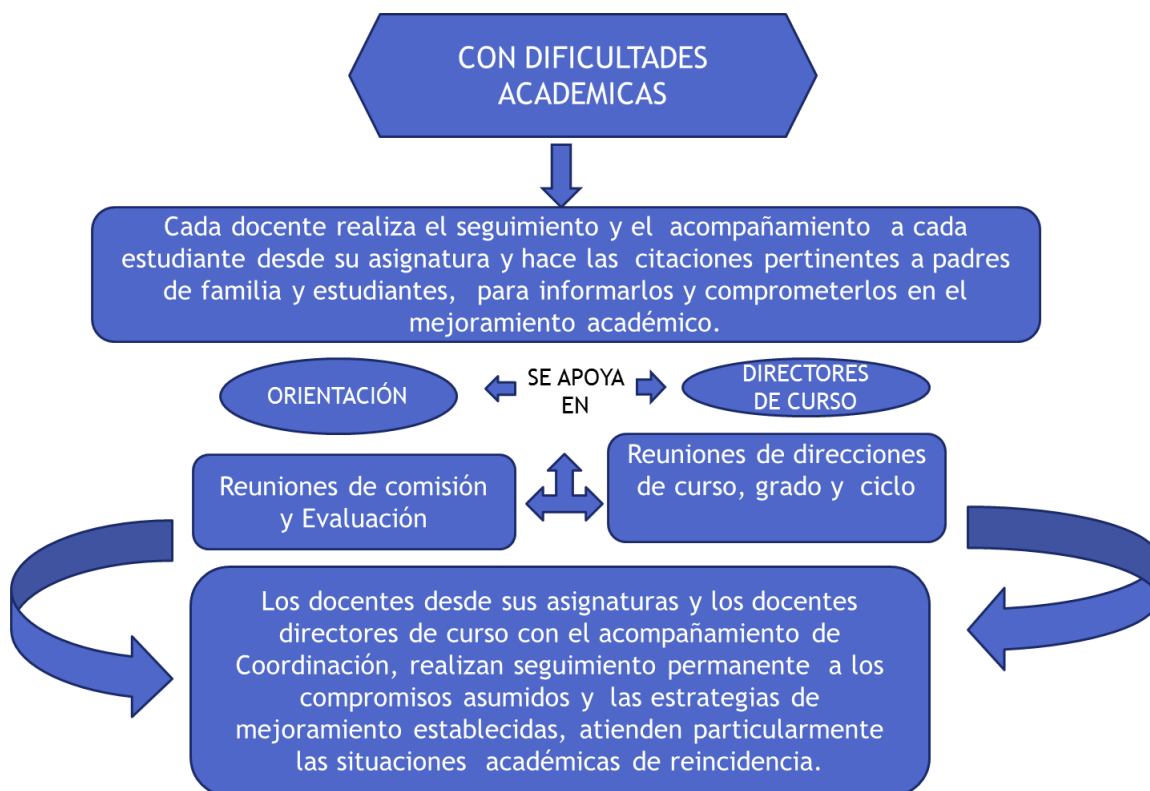 CON DIFICULTADES
ACADEMICAS
Cada docente realiza el seguimiento y el acompañamiento a cada
estudiante desde su asignatura y hace las citaciones pertinentes a padres
de familia y estudiantes, para informarlos y comprometerlos en el
mejoramiento académico.
ORIENTACIÓN
SE APOYA
EN
DIRECTORES
DE CURSO
Reuniones de comisión
y Evaluación
Reuniones de direcciones
de curso, grado y ciclo
Los docentes desde sus asignaturas y los docentes
directores de curso con el acompañamiento de
Coordinación, realizan seguimiento permanente a los
compromisos asumidos y las estrategias de
mejoramiento establecidas, atienden particularmente
las situaciones académicas de reincidencia.